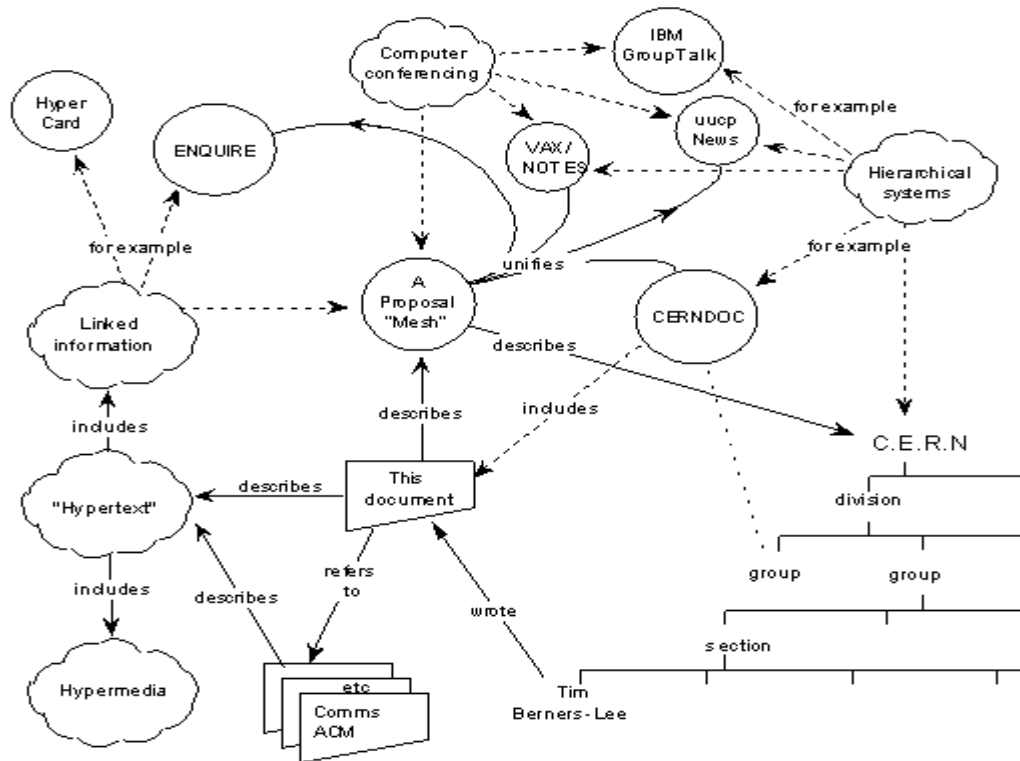 IBM
GroupTalk
Computer
conferencing
Hyper
Card
for example
uucp
News
ENQUIRE
VAX/
NOTES
Hierarchical
systems
for example
unifies
for example
A
Proposal
"Mesh"
Linked
information
CERNDOC
describes
includes
describes
includes
C.E.R.N
This
document
describes
"Hypertext"
division
refers
to
group
group
includes
describes
wrote
section
Hypermedia
etc
Tim
Berners-Lee
Comms
ACM